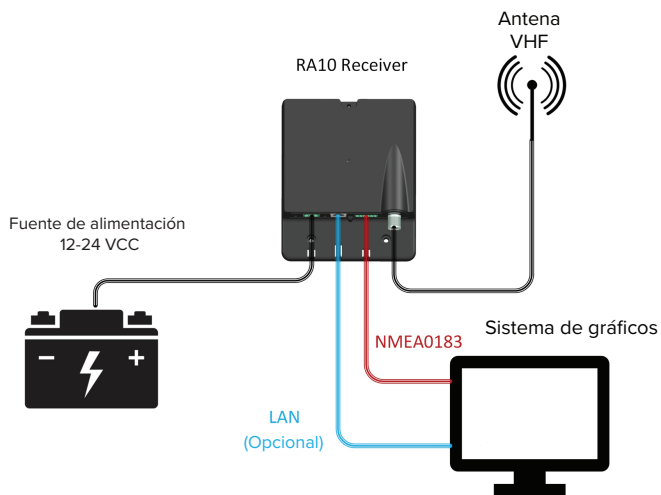 Antena
VHF
RA10 Receiver
Fuente de alimentación
12-24 VCC
Sistema de gráficos
NMEA0183
LAN
(Opcional)